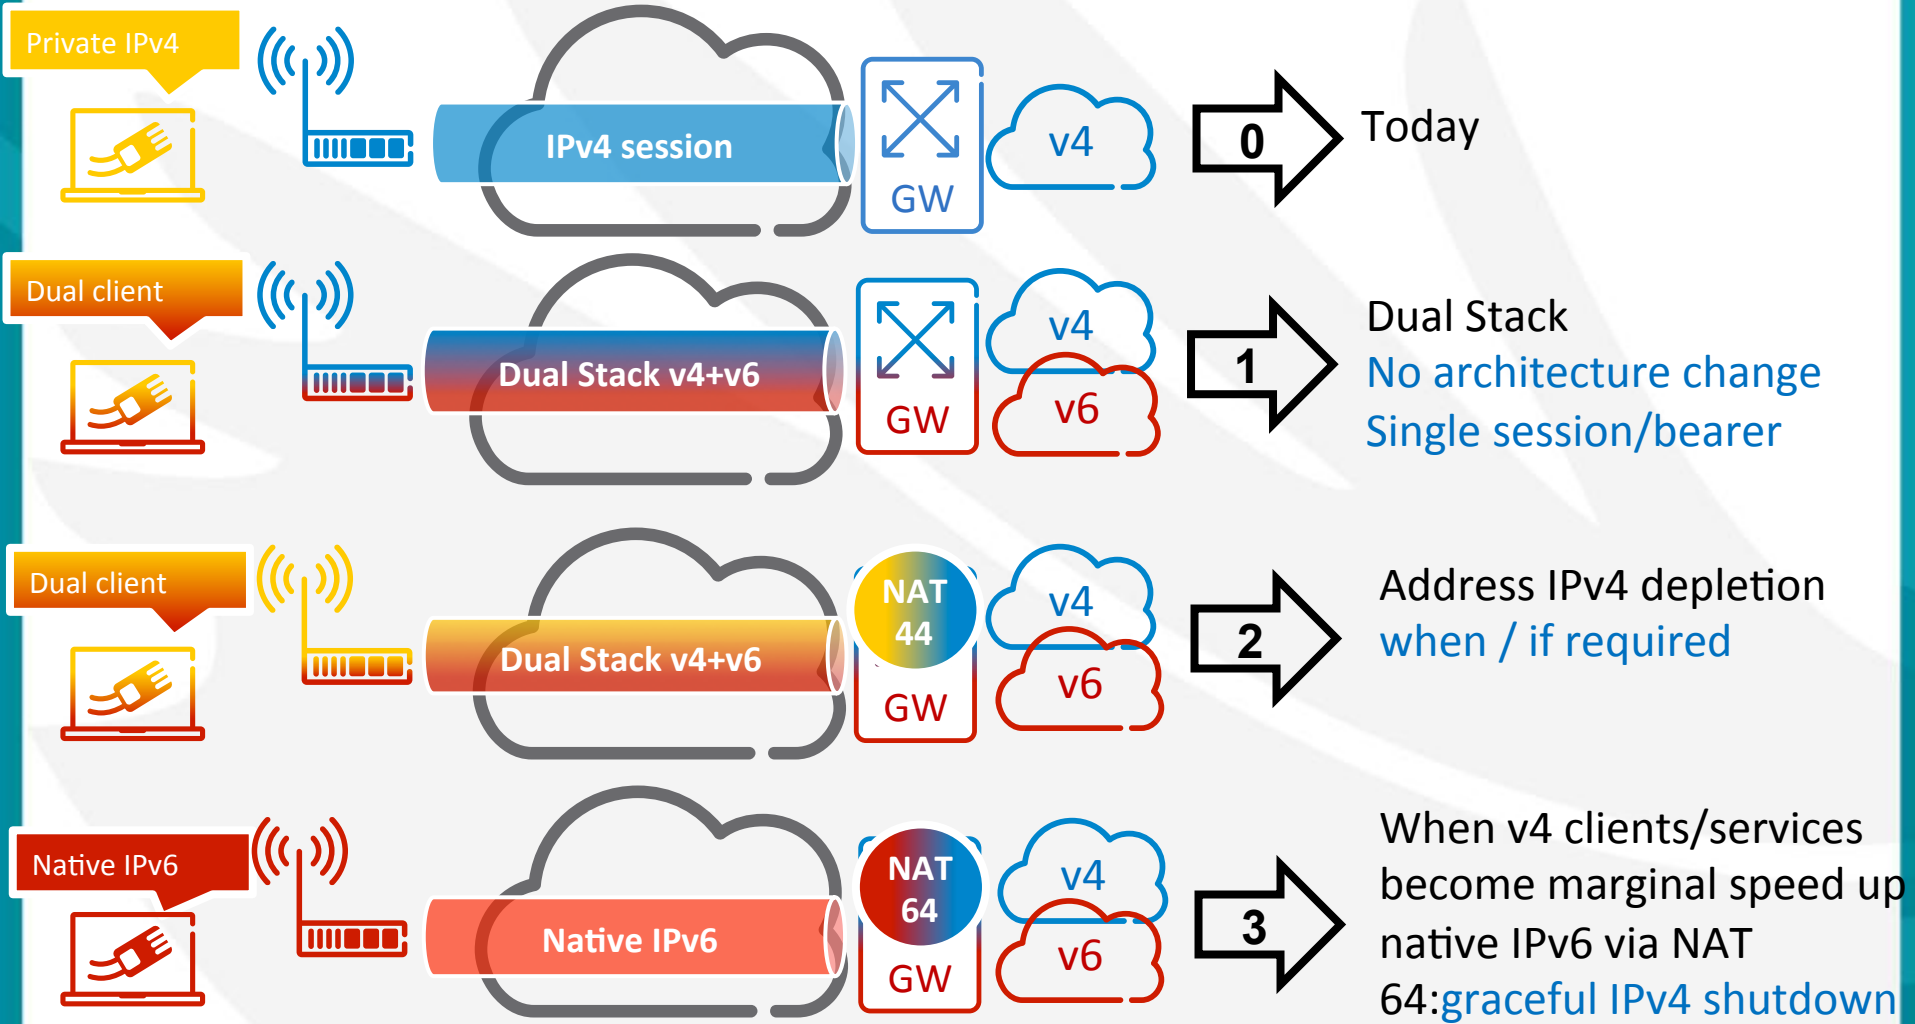 Private IPv4
IPv4 session
GW
v4
0
Today
Dual client
Dual Stack v4+v6
GW
v4
v6
1
Dual Stack
No architecture change
Single session/bearer
Dual client
Dual Stack v4+v6
NAT
44
GW
v4
v6
2
Address IPv4 depletion
when / if required
Native IPv6
Native IPv6
NAT
64
GW
v4
v6
3
When v4 clients/services
become marginal speed up
native IPv6 via NAT
64:graceful IPv4 shutdown